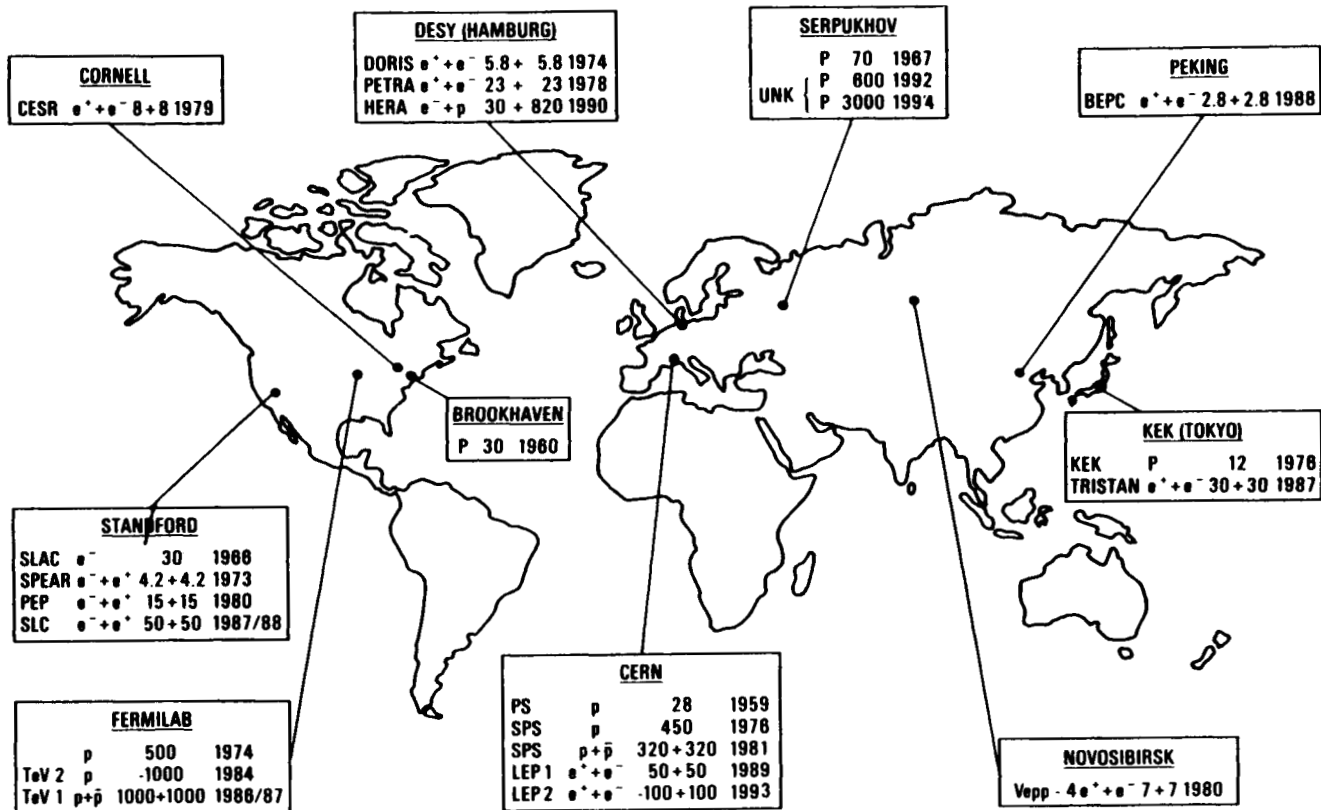 CORNELL
CESR e⁺+e⁻ 8+8 1979
DESY (HAMBURG)
DORIS e⁺+e⁻ 5.8+ 5.8 1974
PETRA e⁺+e⁻ 23 + 23 1978
HERA e⁻+p 30 + 820 1990
SERPUKHOV
P 70 1967
UNK { P 600 1992
P 3000 1994
PEKING
BEPC e⁺+e⁻ 2.8+2.8 1988
BROOKHAVEN
P 30 1960
KEK (TOKYO)
KEK P 12 1976
TRISTAN e⁺+e⁻ 30+30 1987
STANDFORD
SLAC e⁻ 30 1966
SPEAR e⁻+e⁺ 4.2+4.2 1973
PEP e⁻+e⁺ 15+15 1980
SLC e⁻+e⁺ 50+50 1987/88
FERMILAB
p 500 1974
TeV 2 p -1000 1984
TeV 1 p+p̄ 1000+1000 1986/87
CERN
PS p 28 1959
SPS p 450 1976
SPS p+p̄ 320+320 1981
LEP 1 e⁺+e⁻ 50+50 1989
LEP 2 e⁺+e⁻ -100+100 1993
NOVOSIBIRSK
Vepp - 4 e⁺+e⁻ 7+7 1980